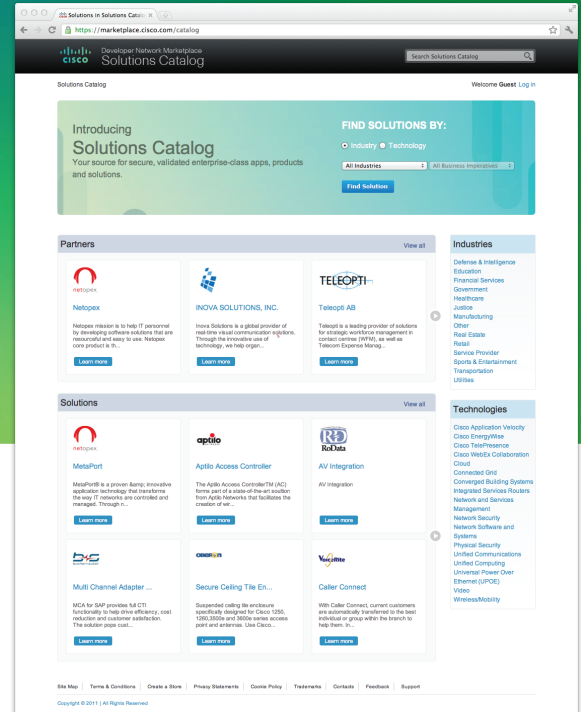 Solutions in Solutions Catalo
https://marketplace.cisco.com/catalog
CISCO
Developer Network Marketplace
Solutions Catalog
Search Solutions Catalog
Solutions Catalog
Welcome Guest Log in
Introducing
Solutions Catalog
Your source for secure, validated enterprise-class apps, products
and solutions.
FIND SOLUTIONS BY:
Industry Technology
All Industries All Business Imperatives
Find Solution
Partners View all
netopex
Netopex
Netopex mission is to help IT personnel
by developing software solutions that are
resourceful and easy to use. Netopex
core product is th...
Learn more
INOVA SOLUTIONS, INC.
Inova Solutions is a global provider of
real-time visual communication solutions.
Through the innovative use of
technology, we help organ...
Learn more
TELEOPTI
Teleopti AB
Teleopti is a leading provider of solutions
for strategic workforce management in
contact centres (WFM), as well as
Telecom Expense Manag...
Learn more
Industries
Defense & Intelligence
Education
Financial Services
Government
Healthcare
Justice
Manufacturing
Other
Real Estate
Retail
Service Provider
Sports & Entertainment
Transportation
Utilities
Solutions View all
netopex
MetaPort
MetaPort® is a proven &amp; innovative
application technology that transforms
the way IT networks are controlled and
managed. Through n...
Learn more
aptilo
Aptilo Access Controller
The Aptilo Access ControllerTM (AC)
forms part of a state-of-the-art soution
from Aptilo Networks that facilitates the
creation of wir...
Learn more
RoData
AV Integration
AV Integration
Learn more
Multi Channel Adapter ...
MCA for SAP provides full CTI
functionality to help drive efficiency, cost
reduction and customer satisfaction.
The solution pops cust...
Learn more
OBERON
Secure Ceiling Tile En...
Suspended ceiling tile enclosure
specifically designed for Cisco 1250,
1260,3500e and 3600e series access
point and antennas. Use Cisco...
Learn more
VoiceRite
Caller Connect
With Caller Connect, current customers
are automatically transferred to the best
individual or group within the branch to
help them. In...
Learn more
Technologies
Cisco Application Velocity
Cisco EnergyWise
Cisco TelePresence
Cisco WebEx Collaboration
Cloud
Connected Grid
Converged Building Systems
Integrated Services Routers
Network and Services
Management
Network Security
Network Software and
Systems
Physical Security
Unified Communications
Unified Computing
Universal Power Over
Ethernet (UPOE)
Video
Wireless/Mobility
Site Map Terms & Conditions Create a Store Privacy Statements Cookie Policy Trademarks Contacts Feedback Support
Copyright © 2011 | All Rights Reserved